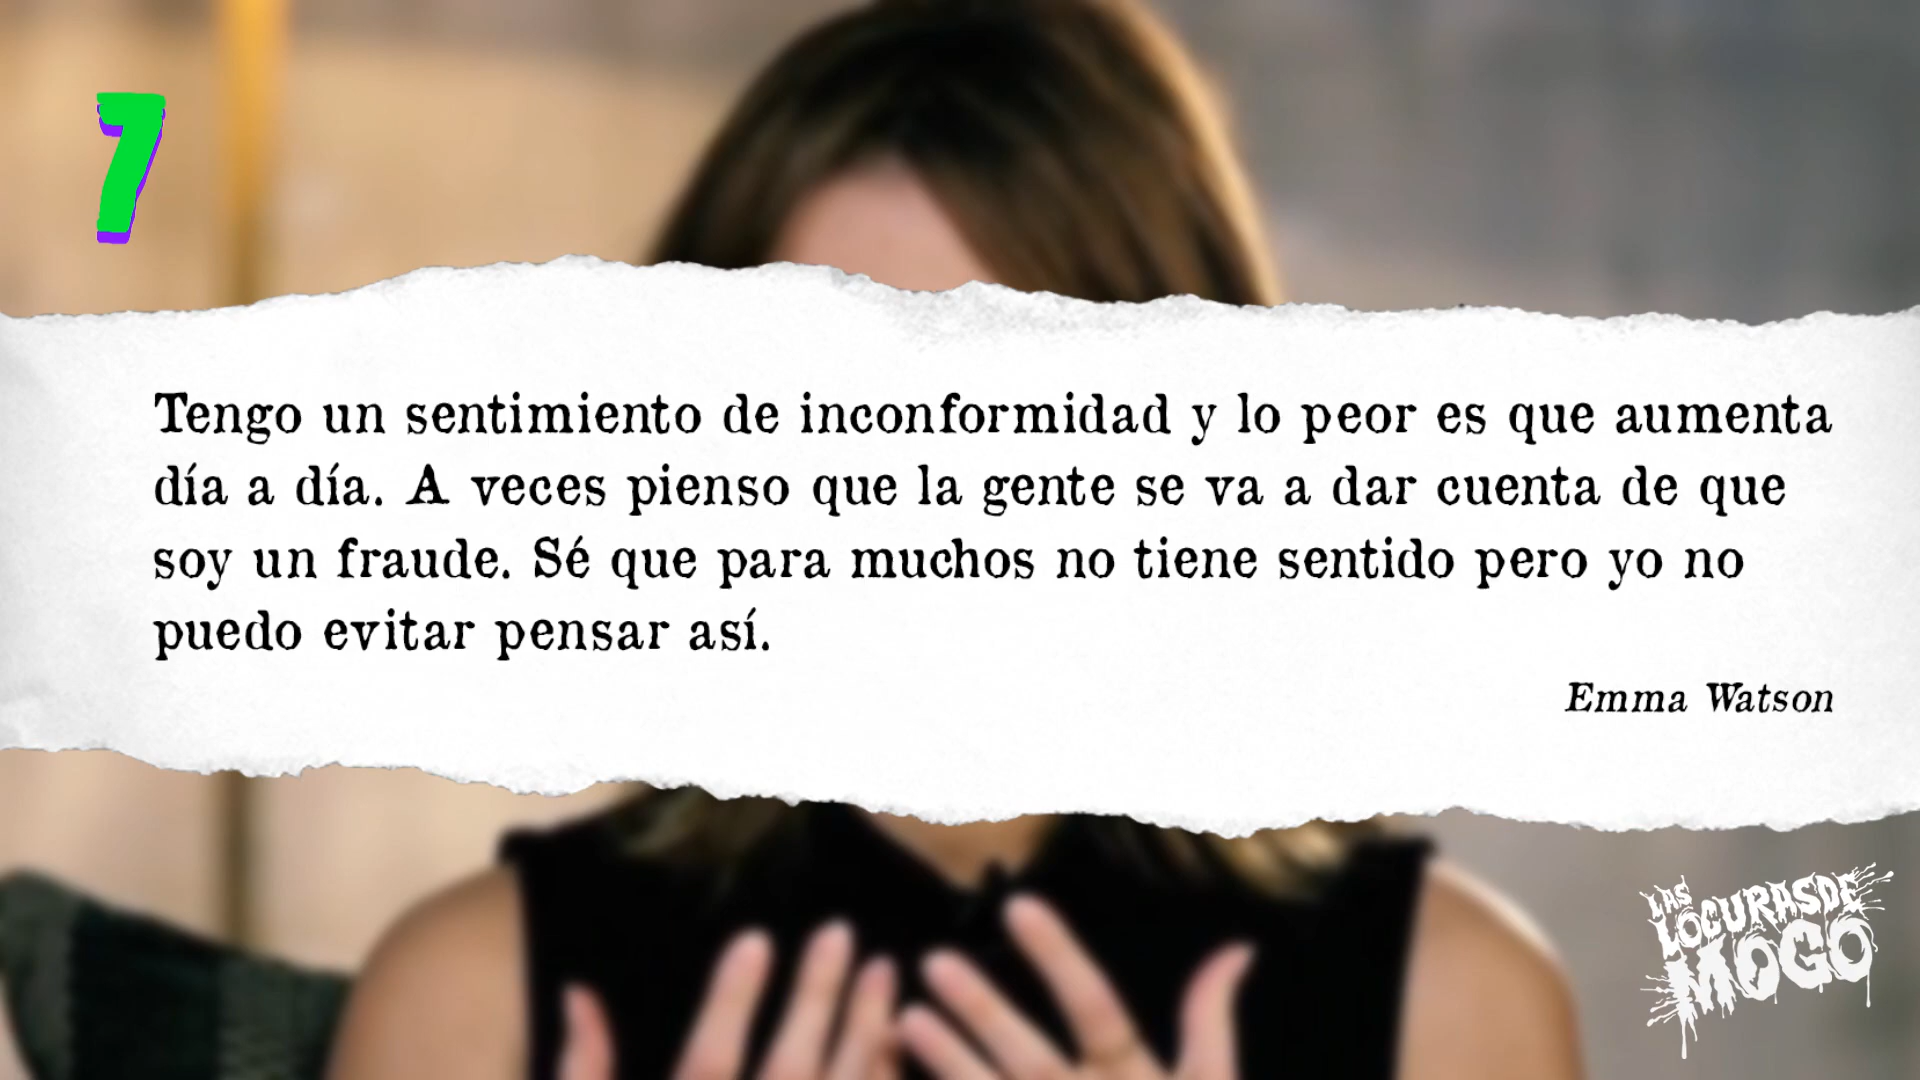 7
Tengo un sentimiento de inconformidad y lo peor es que aumenta
día a día. A veces pienso que la gente se va a dar cuenta de que
soy un fraude. Sé que para muchos no tiene sentido pero yo no
puedo evitar pensar así.
Emma Watson
LAS
LOCURAS DE
MOGO